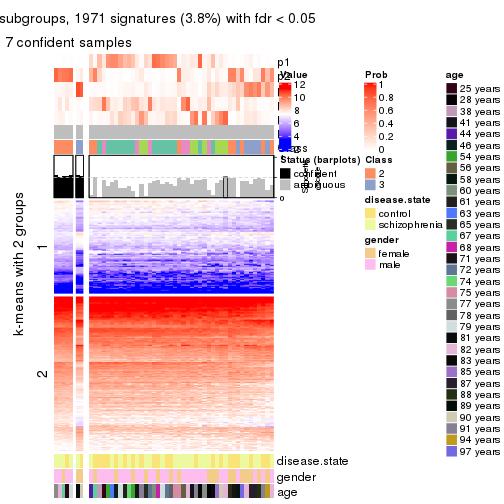 subgroups, 1971 signatures (3.8%) with fdr < 0.05
7 confident samples
p1
Value
12
10
8
6
4
2
Prob
1
0.8
0.6
0.4
0.2
0
age
25 years
28 years
38 years
41 years
44 years
46 years
54 years
56 years
58 years
60 years
61 years
63 years
65 years
67 years
68 years
71 years
72 years
74 years
75 years
77 years
78 years
79 years
81 years
82 years
83 years
85 years
87 years
88 years
89 years
90 years
91 years
94 years
97 years
Status (barplots)
confident
ambiguous
0
Class
2
3
disease.state
control
schizophrenia
gender
female
male
k-means with 2 groups
1
2
disease.state
gender
age